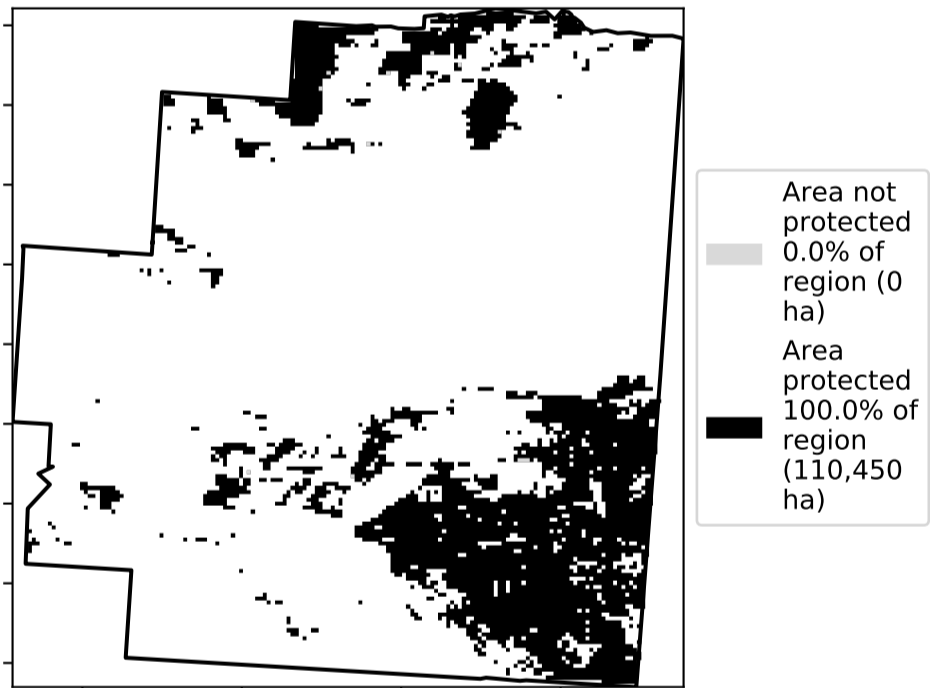 Area not
protected
0.0% of
region (0
ha)
Area
protected
100.0% of
region
(110,450
ha)